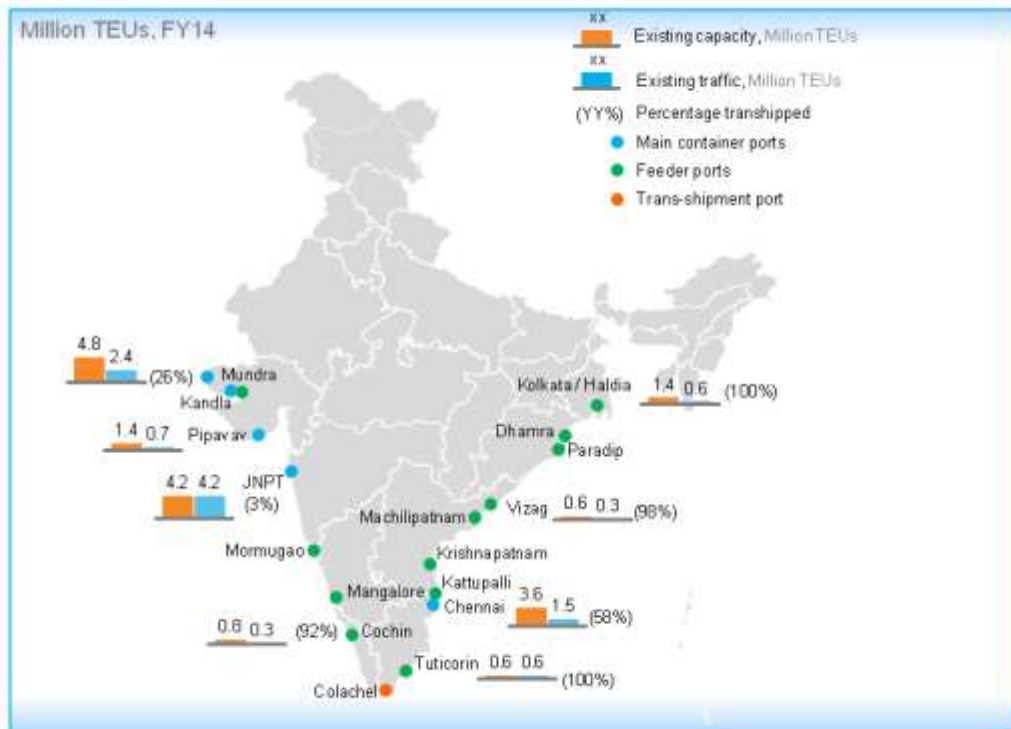 Million TEUs, FY14
xx
Existing capacity, Million TEUs
xx
Existing traffic, Million TEUs
(YY%) Percentage transhipped
Main container ports
Feeder ports
Trans-shipment port
4.8 2.4 (26%)
Mundra
Kandla
1.4 0.7
Pipavav
4.2 4.2
JNPT
(3%)
Mormugao
Mangalore
0.8 0.3 (92%)
Cochin
Colachel
Kolkata / Haldia
1.4 0.6 (100%)
Dhamra
Paradip
Vizag
0.6 0.3 (98%)
Machilipatnam
Krishnapatnam
Kattupalli
Chennai
3.6 1.5 (58%)
Tuticorin
0.6 0.6 (100%)